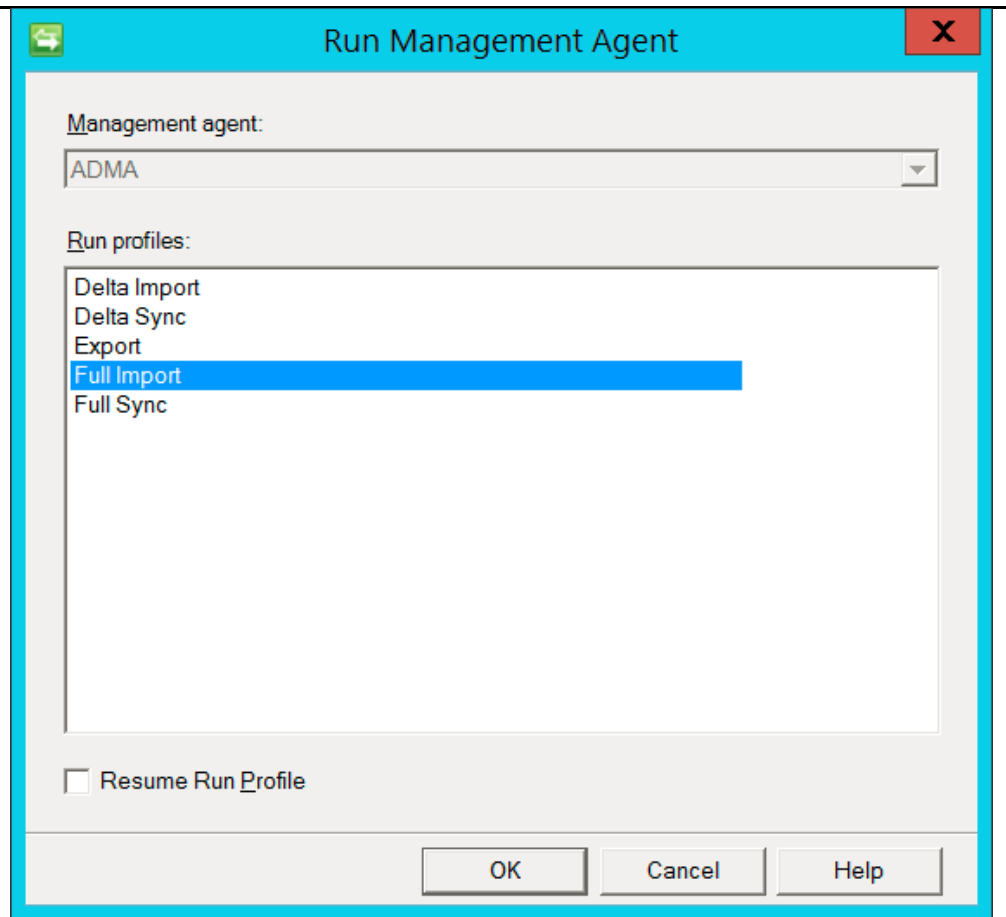 Run Management Agent
X
Management agent:
ADMA
Run profiles:
Delta Import
Delta Sync
Export
Full Import
Full Sync
Resume Run Profile
OK Cancel Help